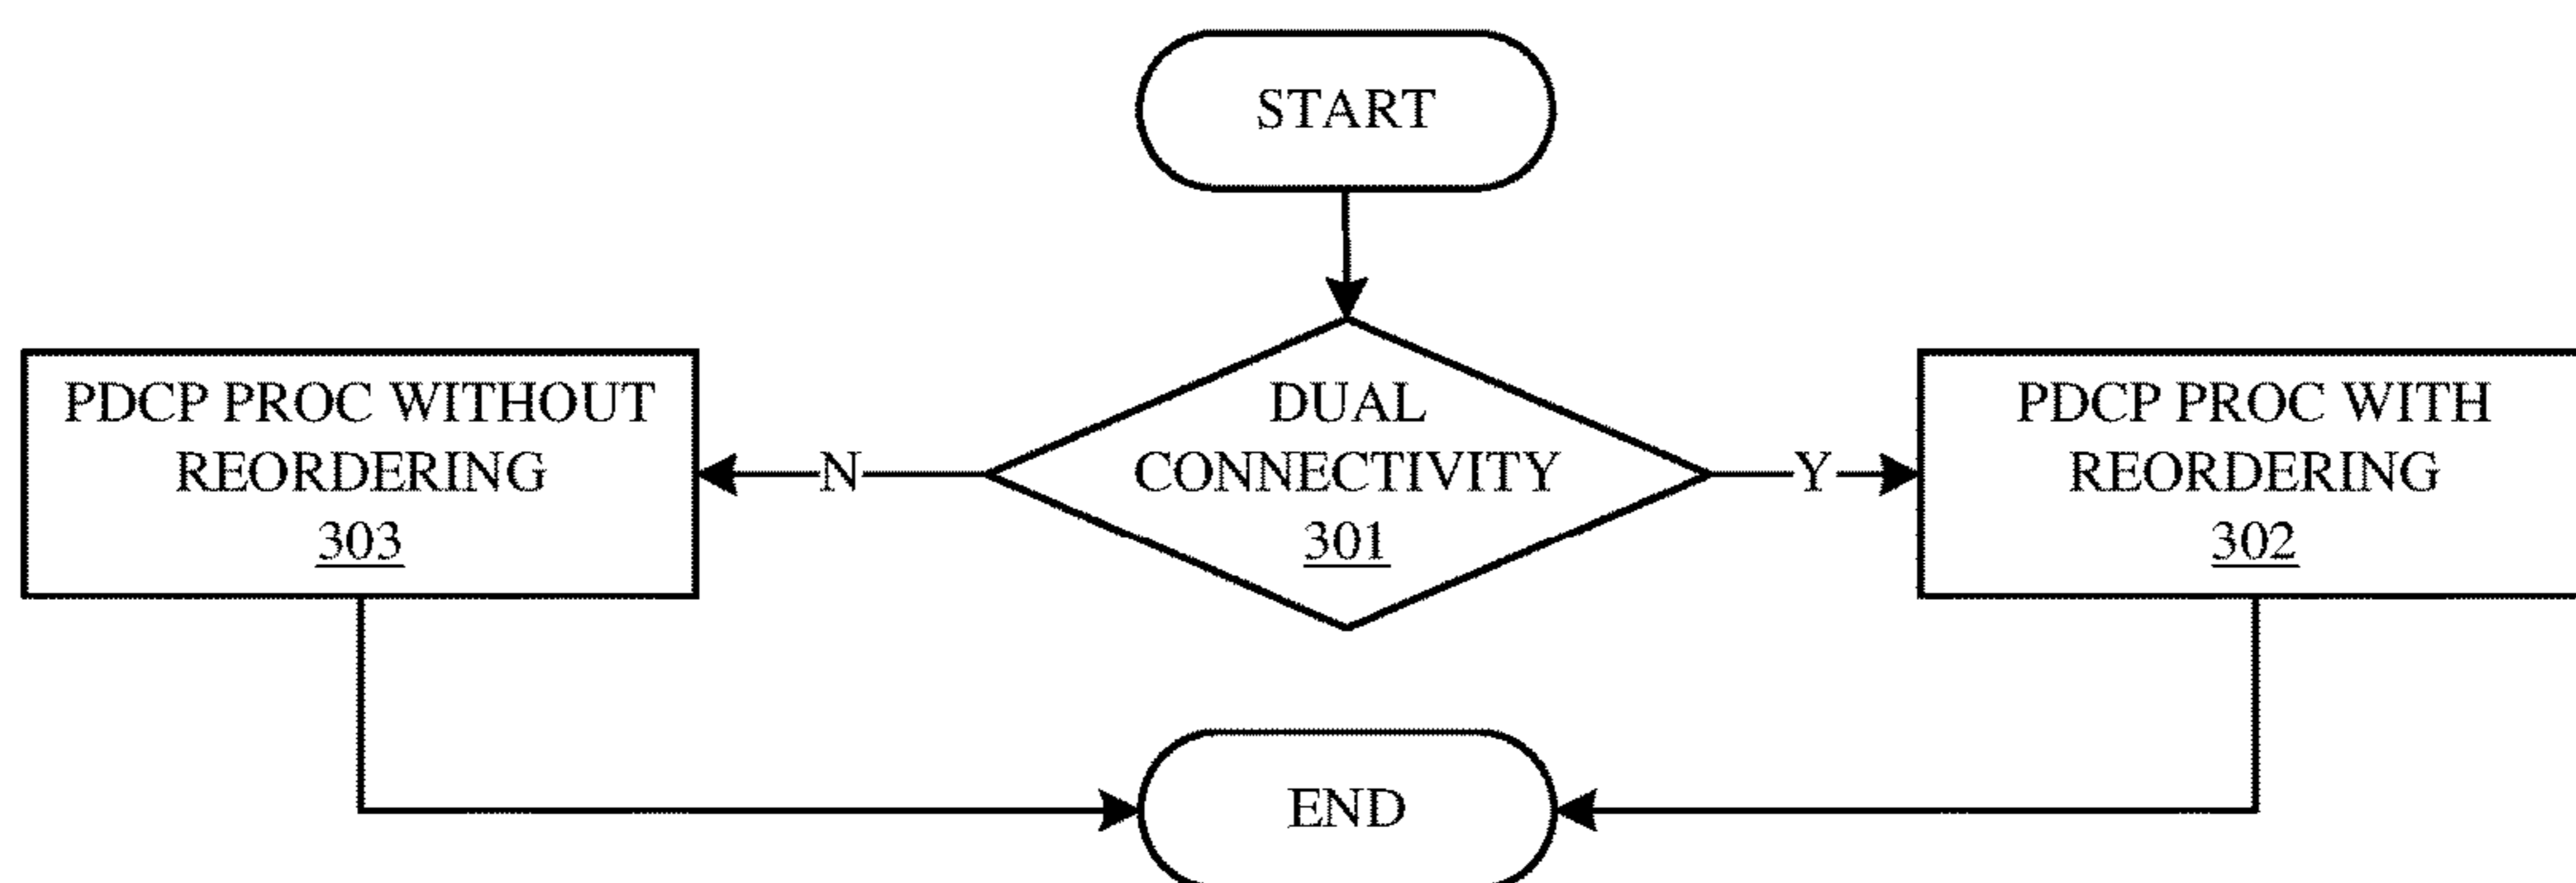 START
PDCP PROC WITHOUT
REORDERING
303
N
DUAL
CONNECTIVITY
301
Y
PDCP PROC WITH
REORDERING
302
END